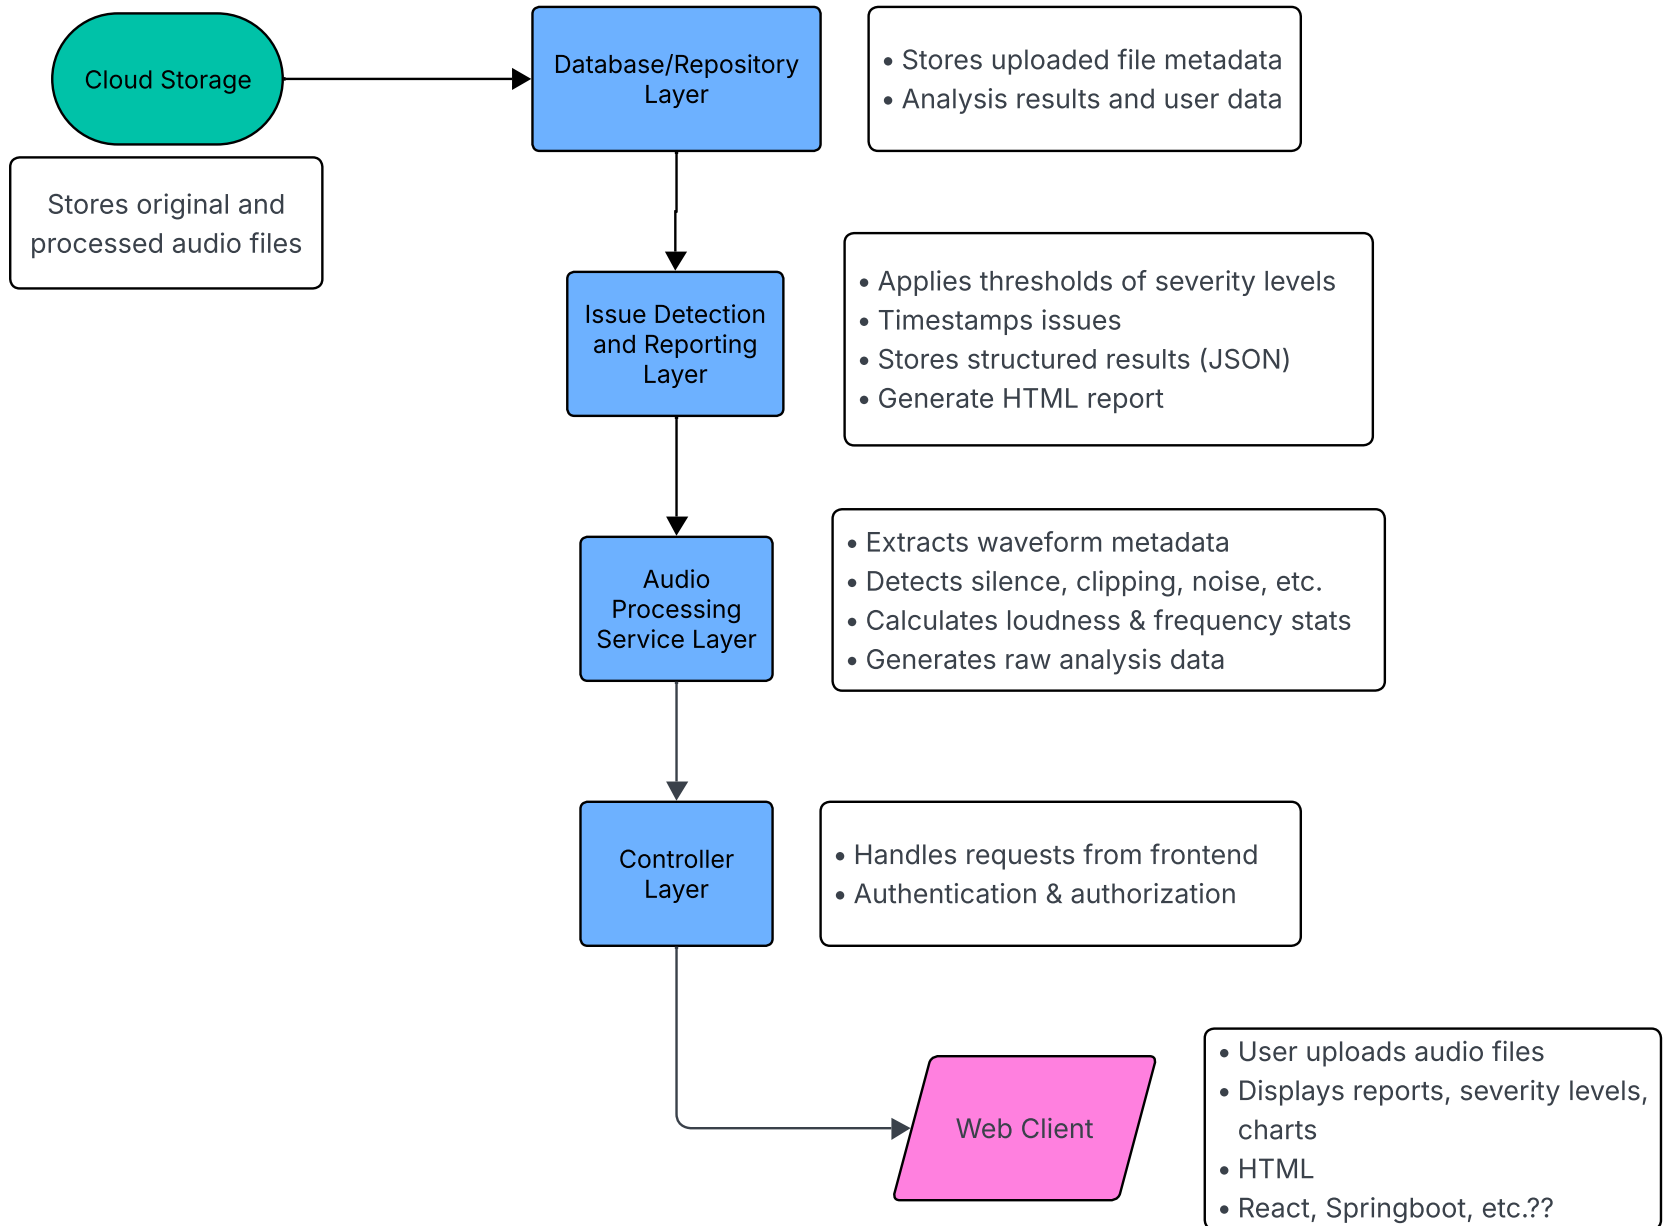 Cloud Storage
Database/Repository
Layer
• Stores uploaded file metadata
• Analysis results and user data
Stores original and
processed audio files
Issue Detection
and Reporting
Layer
• Applies thresholds of severity levels
• Timestamps issues
• Stores structured results (JSON)
• Generate HTML report
Audio
Processing
Service Layer
• Extracts waveform metadata
• Detects silence, clipping, noise, etc.
• Calculates loudness & frequency stats
• Generates raw analysis data
Controller
Layer
• Handles requests from frontend
• Authentication & authorization
Web Client
• User uploads audio files
• Displays reports, severity levels,
charts
• HTML
• React, Springboot, etc.??